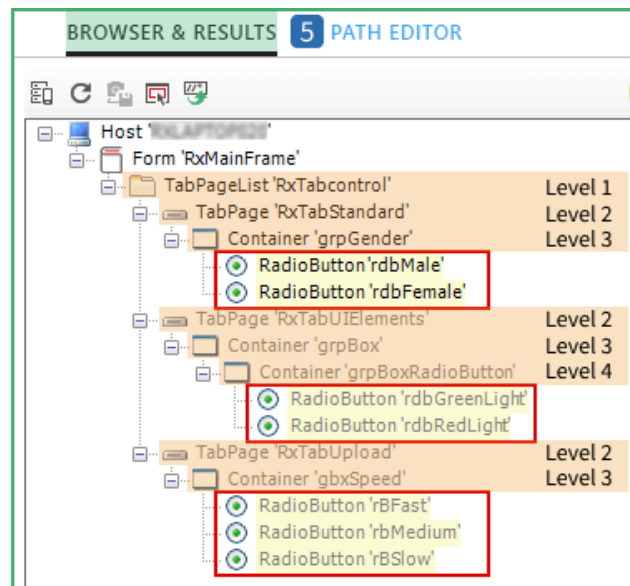 BROWSER & RESULTS 5 PATH EDITOR
Host '
Form 'RxMainFrame'
TabPageList 'RxTabcontrol' Level 1
TabPage 'RxTabStandard' Level 2
Container 'grpGender' Level 3
RadioButton 'rdbMale'
RadioButton 'rdbFemale'
TabPage 'RxTabUIElements' Level 2
Container 'grpBox' Level 3
Container 'grpBoxRadioButton' Level 4
RadioButton 'rdbGreenLight'
RadioButton 'rdbRedLight'
TabPage 'RxTabUpload' Level 2
Container 'gbxSpeed' Level 3
RadioButton 'rBFast'
RadioButton 'rbMedium'
RadioButton 'rBSlow'